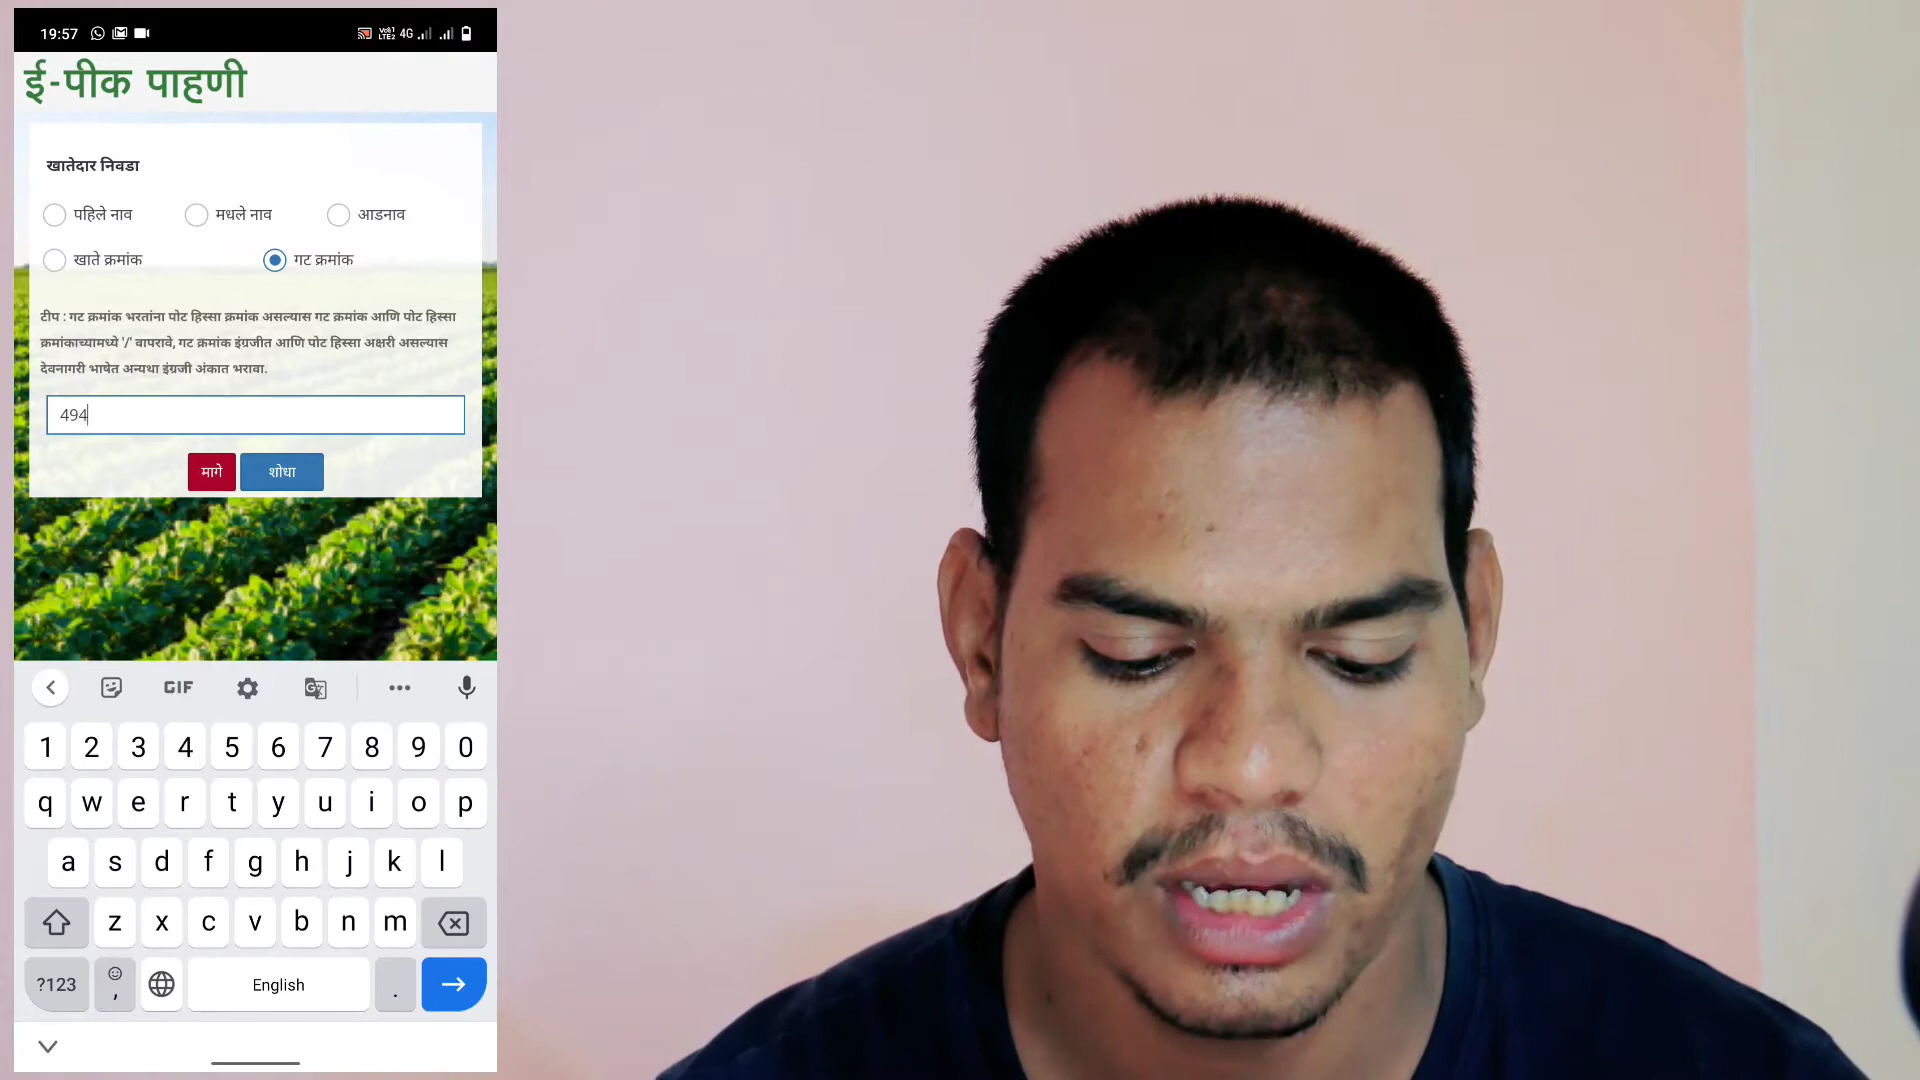 19:57 4G
VoLTE LTE2
ई-पीक पाहणी
खातेदार निवडा
पहिले नाव मधले नाव आडनाव
खाते क्रमांक गट क्रमांक
टीप : गट क्रमांक भरतांना पोट हिस्सा क्रमांक असल्यास गट क्रमांक आणि पोट हिस्सा
क्रमांकाच्यामध्ये '/' वापरावे, गट क्रमांक इंग्रजीत आणि पोट हिस्सा अक्षरी असल्यास
देवनागरी भाषेत अन्यथा इंग्रजी अंकात भरावा.
494
मागे शोधा
GIF
1 2 3 4 5 6 7 8 9 0
q w e r t y u i o p
a s d f g h j k l
z x c v b n m
?123 , English .